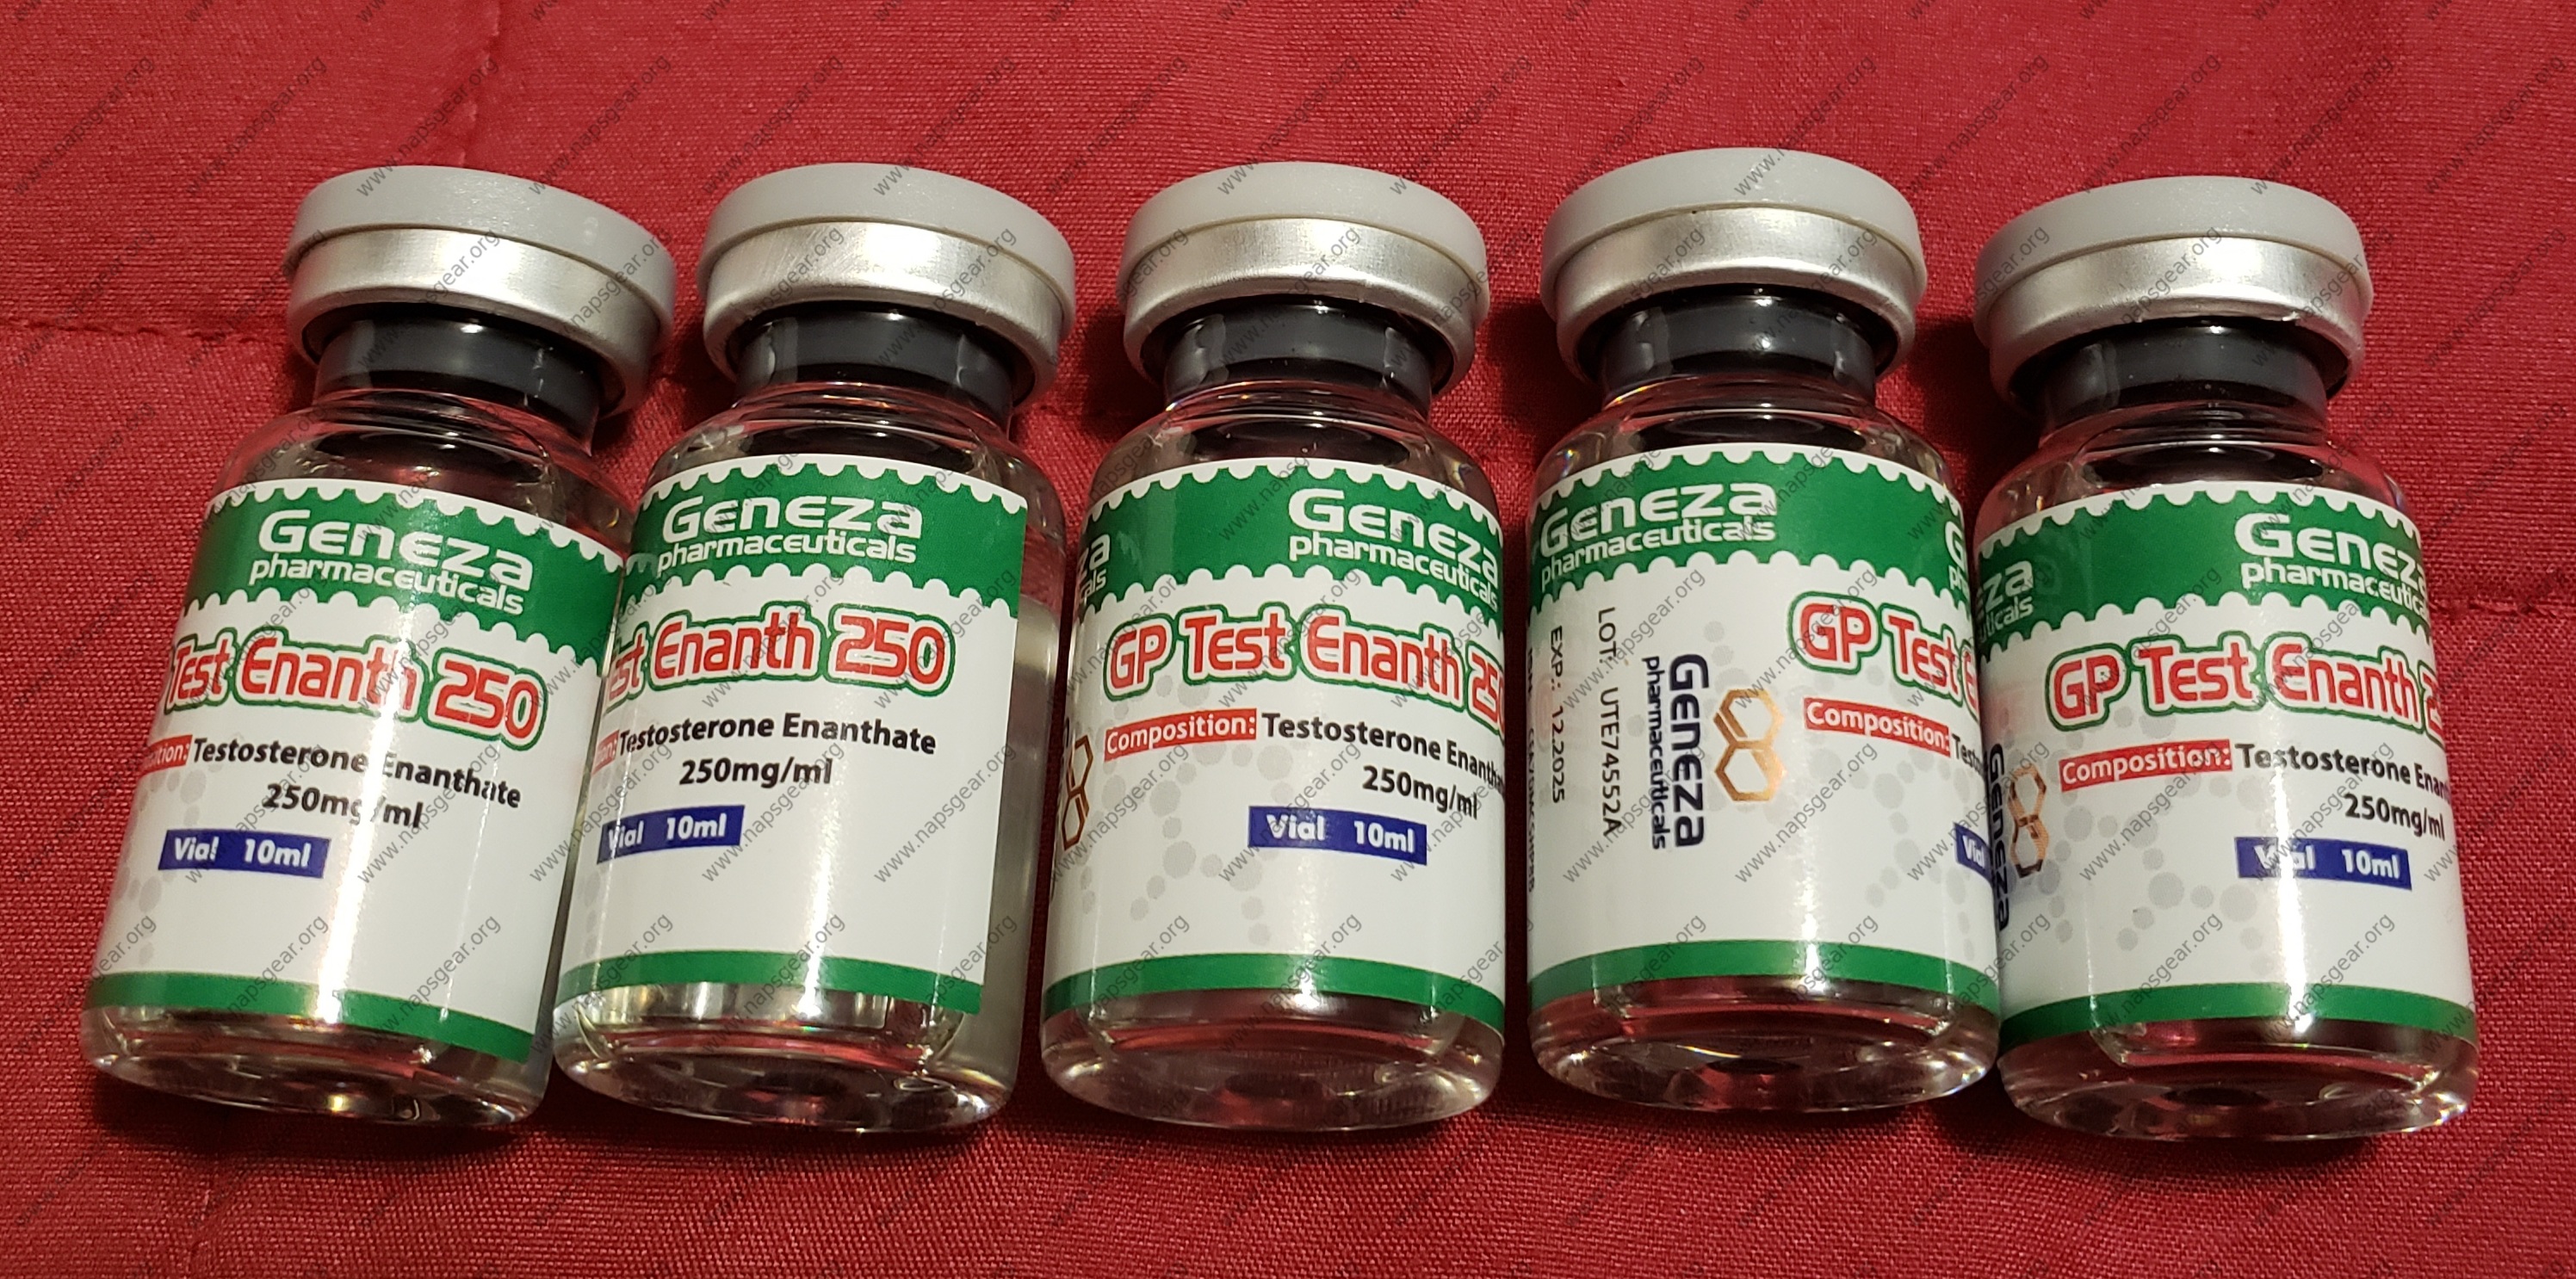 Geneza
pharmaceuticals
Test Enanth 250
Testosterone Enanthate
250mg/ml
Vial 10ml
Geneza
pharmaceuticals
Enanth 250
Testosterone Enanthate
250mg/ml
Vial 10ml
Geneza
pharmaceuticals
GP Test Enanth 250
Composition: Testosterone
250mg/ml
Vial 10ml
Geneza
pharmaceuticals
LOT: UTE74552A
EXP.: 12.2025
Geneza
pharmaceuticals
GP Test
Composition:
Vial
Geneza
GP Test Enanth
Composition: Testosterone
250mg/ml
Vial 10ml
Geneza
www.napsgear.org